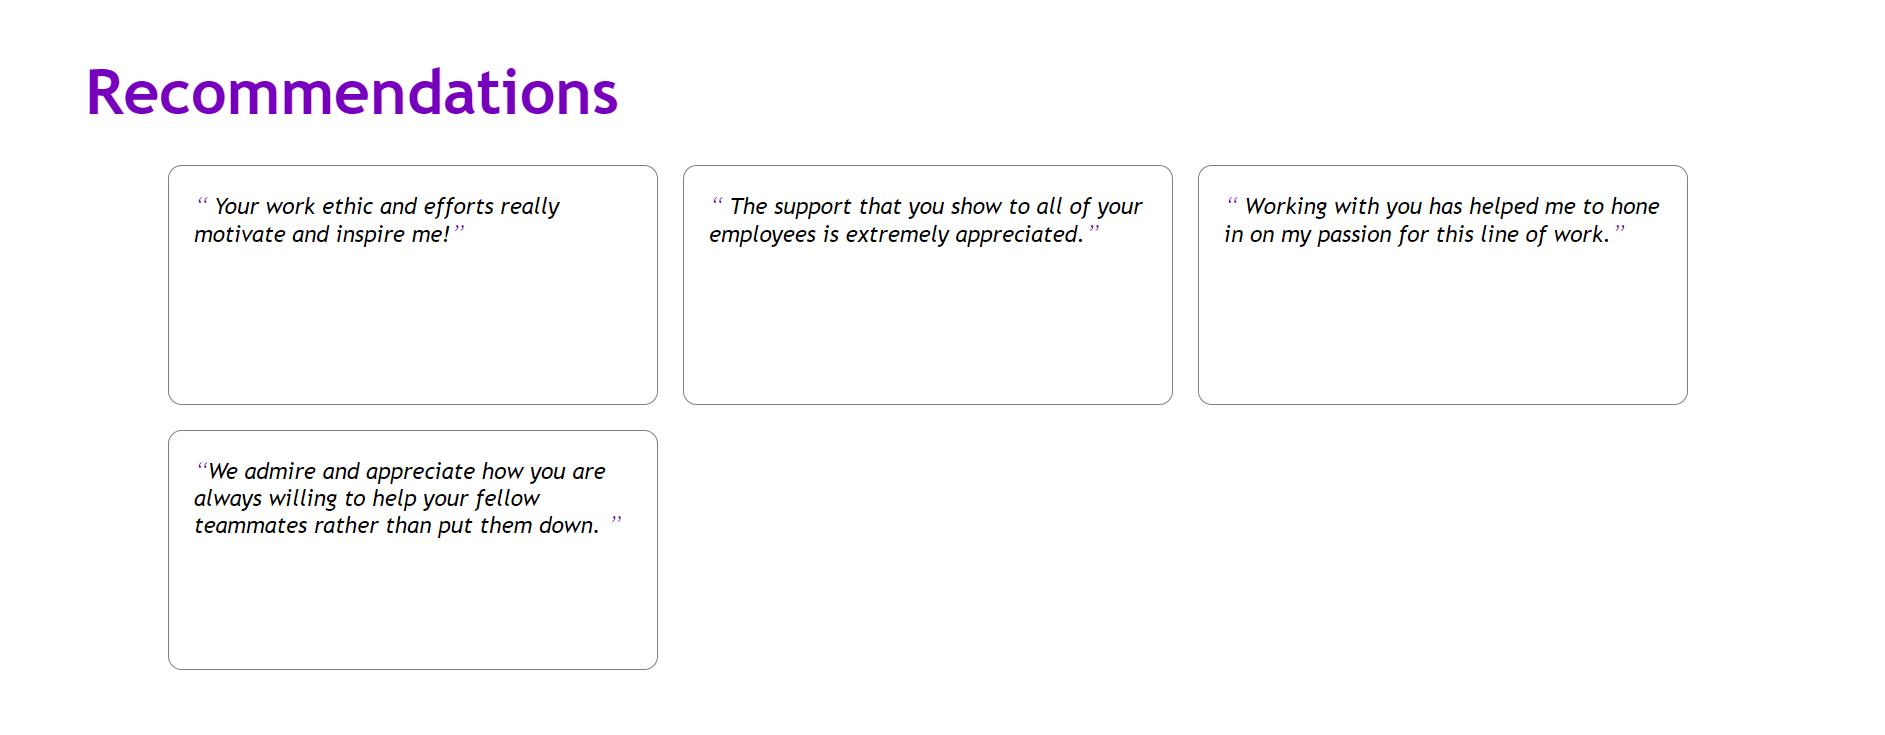 Recommendations
“ Your work ethic and efforts really
motivate and inspire me!”
“ The support that you show to all of your
employees is extremely appreciated.”
“ Working with you has helped me to hone
in on my passion for this line of work.”
“We admire and appreciate how you are
always willing to help your fellow
teammates rather than put them down. ”